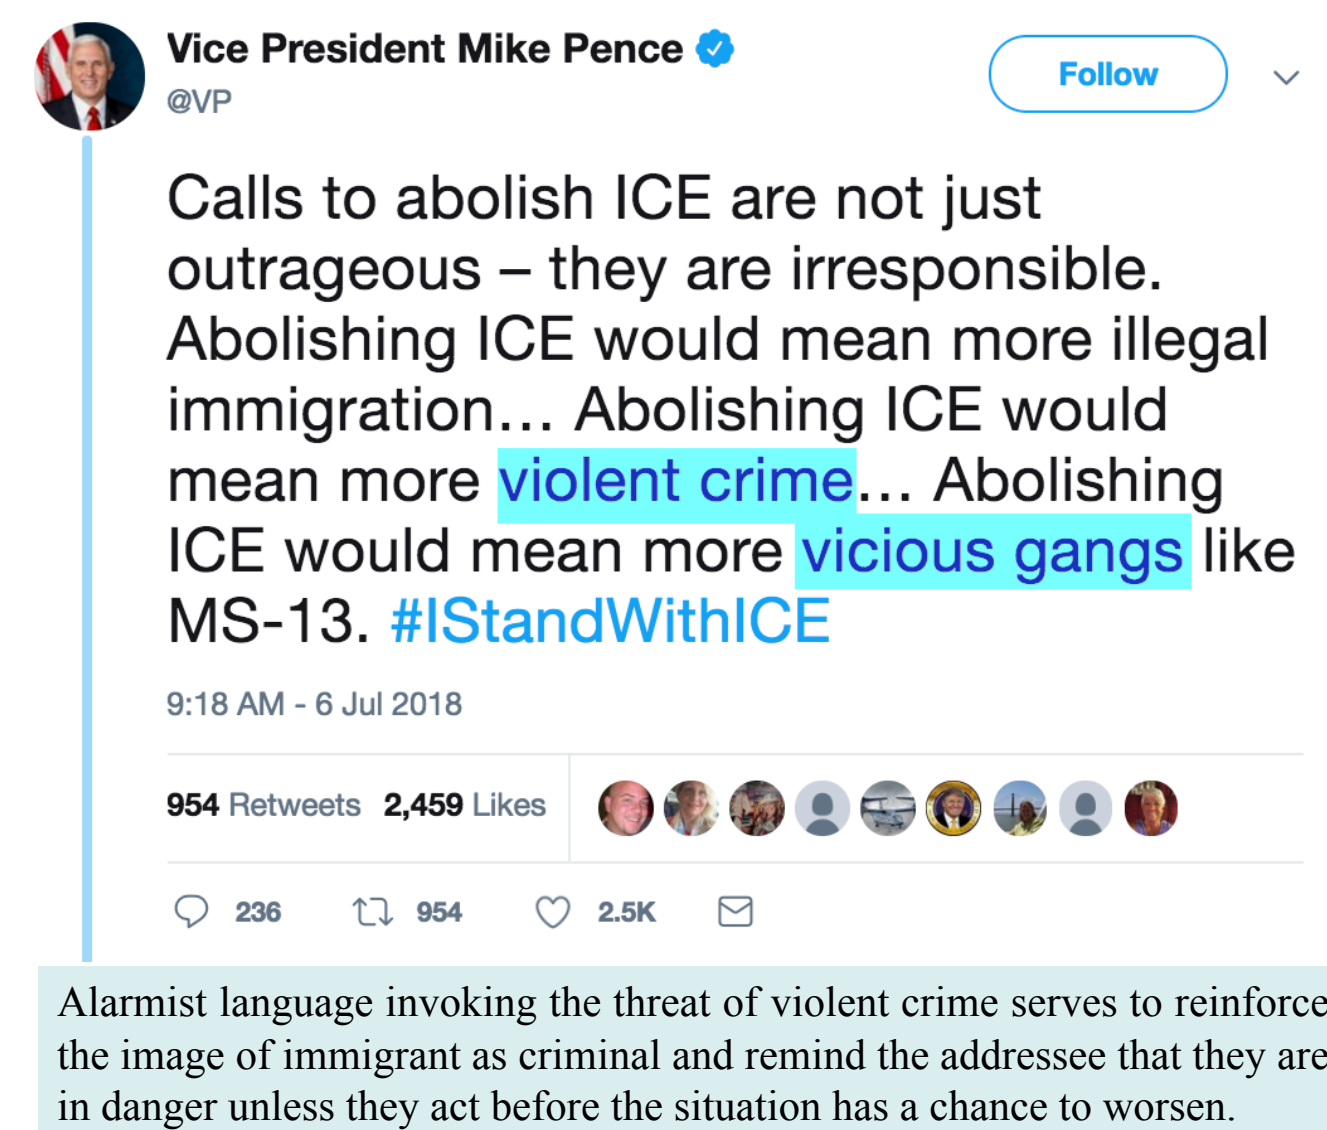 Vice President Mike Pence
@VP
Follow
Calls to abolish ICE are not just
outrageous – they are irresponsible.
Abolishing ICE would mean more illegal
immigration… Abolishing ICE would
mean more violent crime… Abolishing
ICE would mean more vicious gangs like
MS-13. #IStandWithICE
9:18 AM - 6 Jul 2018
954 Retweets 2,459 Likes
236 954 2.5K
Alarmist language invoking the threat of violent crime serves to reinforce
the image of immigrant as criminal and remind the addressee that they are
in danger unless they act before the situation has a chance to worsen.